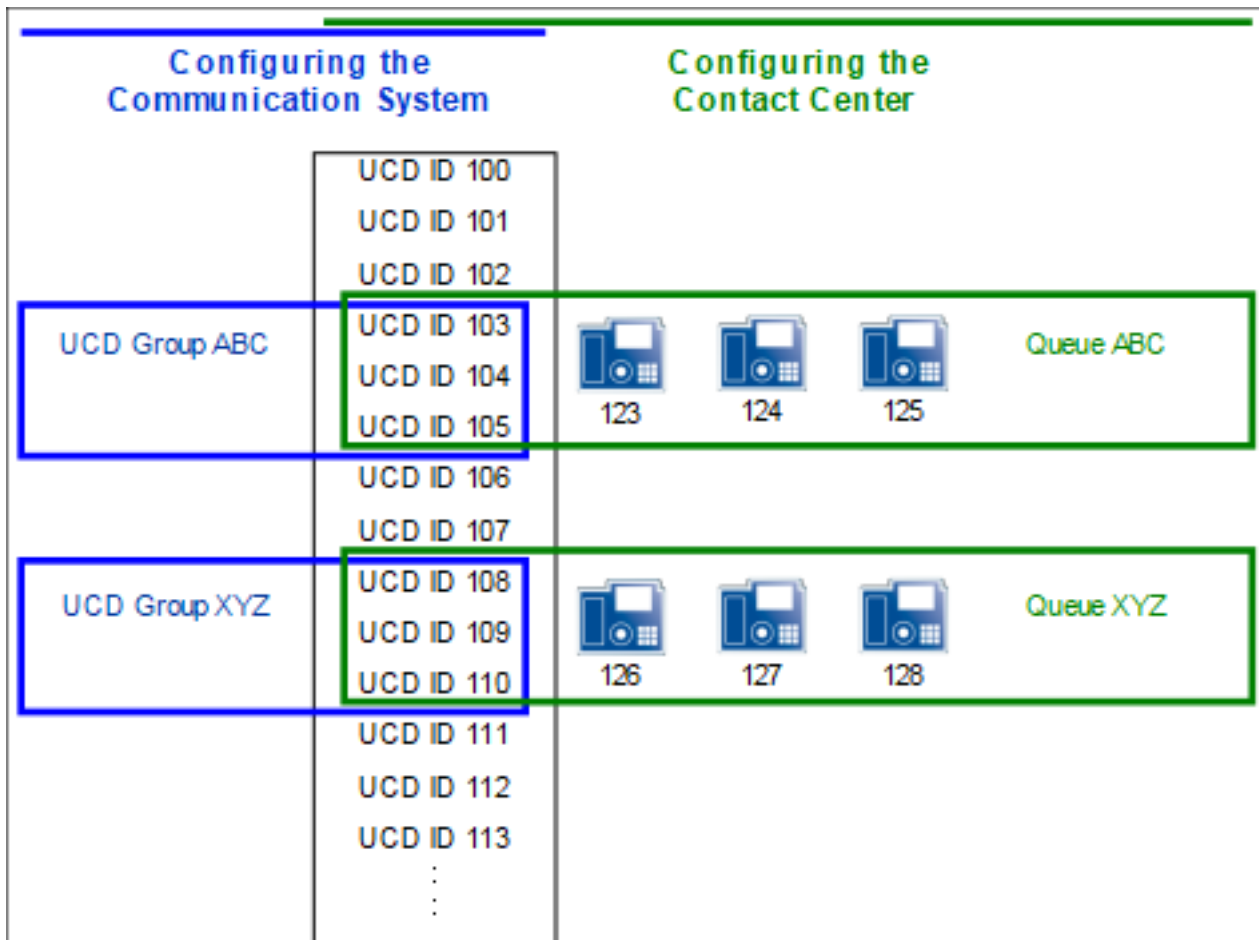 Configuring the
Communication System
Configuring the
Contact Center
UCD ID 100
UCD ID 101
UCD ID 102
UCD Group ABC
UCD ID 103
UCD ID 104
UCD ID 105
123
124
125
Queue ABC
UCD ID 106
UCD ID 107
UCD Group XYZ
UCD ID 108
UCD ID 109
UCD ID 110
126
127
128
Queue XYZ
UCD ID 111
UCD ID 112
UCD ID 113